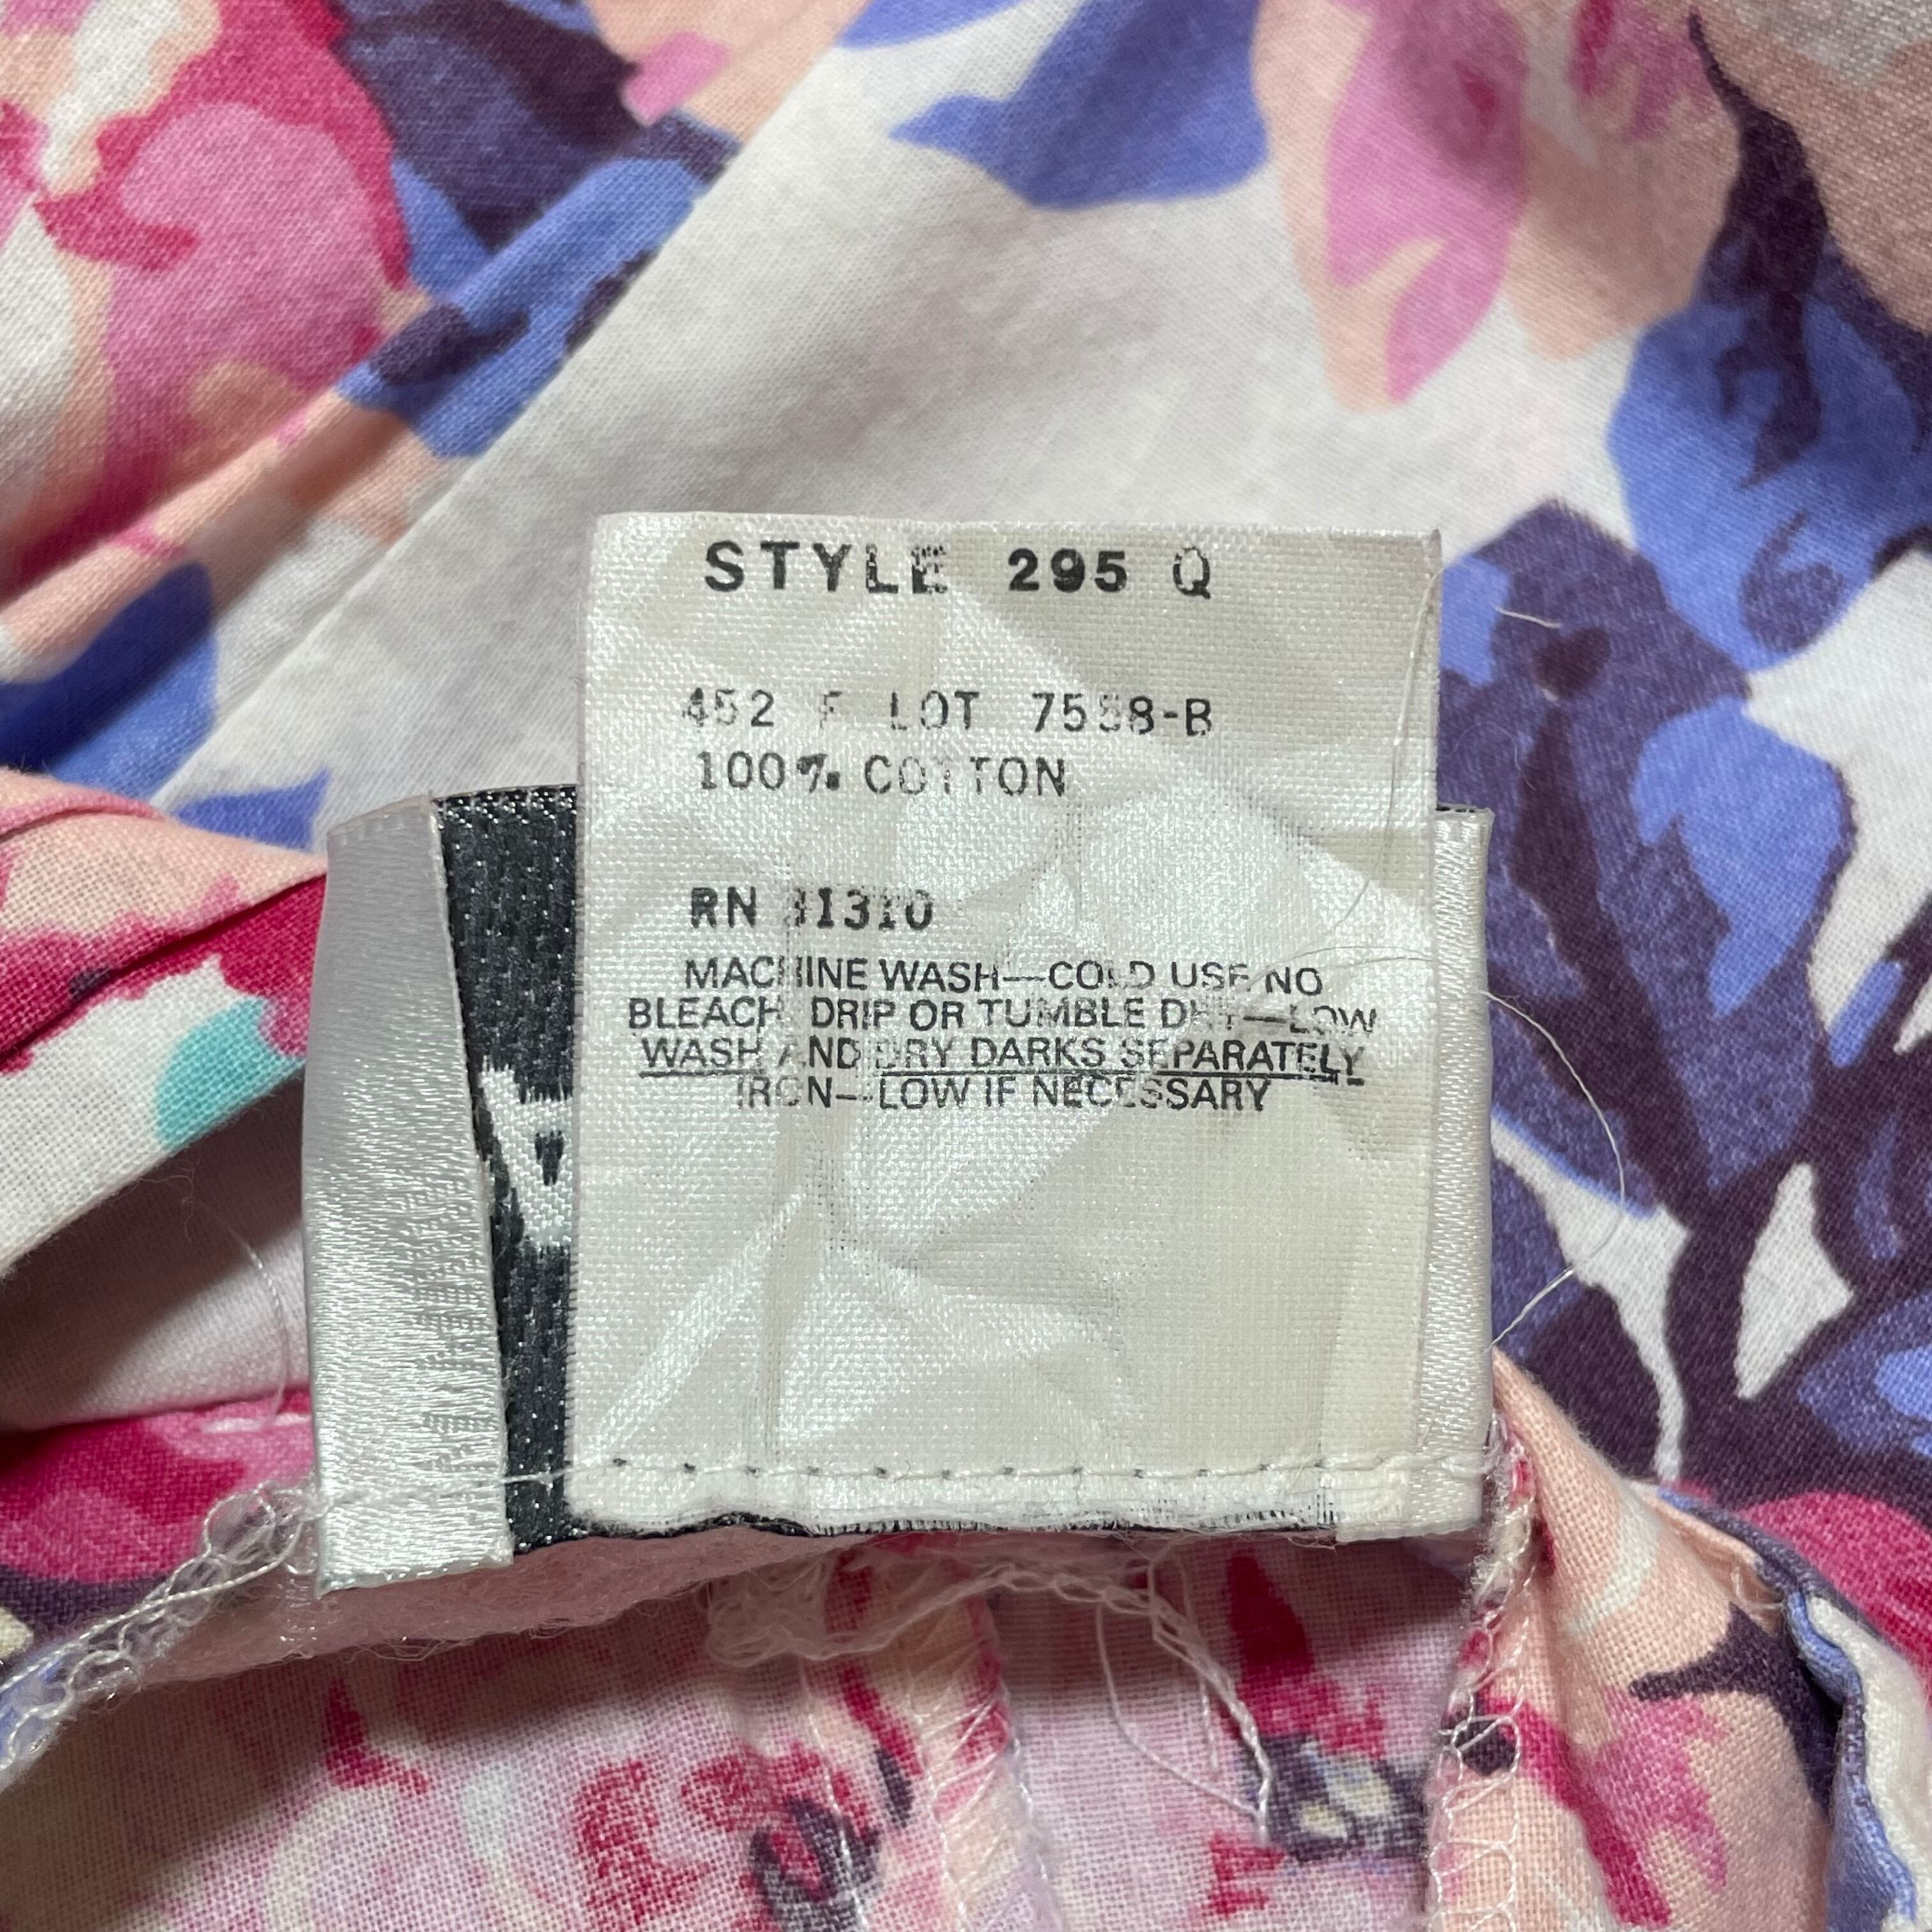 STYLE 295 Q
452 F LOT 7558-B
100% COTTON
RN
MACHINE WASH—COLD USE NO
BLEACH. DRIP OR TUMBLE DRY—LOW
WASH AND DRY DARKS SEPARATELY
IRON—LOW IF NECESSARY